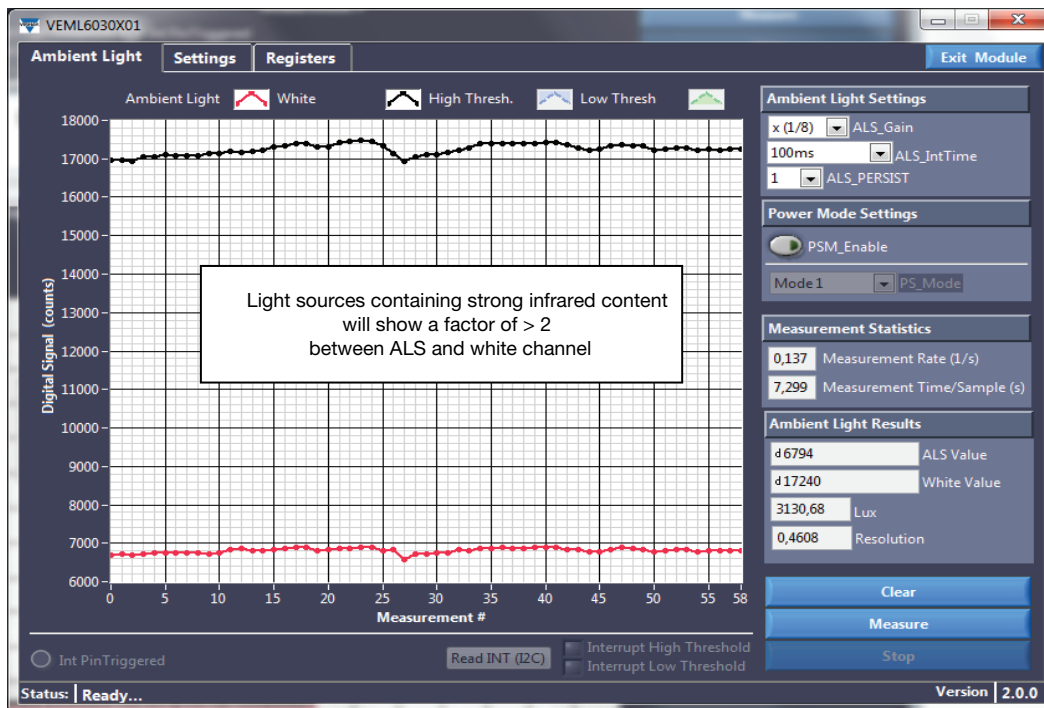 VEML6030X01
Ambient Light
Settings
Registers
Exit Module
Ambient Light
White
High Thresh.
Low Thresh
18000
17000
16000
15000
14000
13000
12000
11000
10000
9000
8000
7000
6000
Digital Signal (counts)
Light sources containing strong infrared content
will show a factor of > 2
between ALS and white channel
0 5 10 15 20 25 30 35 40 45 50 55 58
Measurement #
Ambient Light Settings
x (1/8) ALS_Gain
100ms ALS_IntTime
1 ALS_PERSIST
Power Mode Settings
PSM_Enable
Mode 1 PS_Mode
Measurement Statistics
0,137 Measurement Rate (1/s)
7,299 Measurement Time/Sample (s)
Ambient Light Results
d 6794 ALS Value
d 17240 White Value
3130,68 Lux
0,4608 Resolution
Clear
Measure
Stop
Int PinTriggered
Read INT (I2C)
Interrupt High Threshold
Interrupt Low Threshold
Status: Ready...
Version 2.0.0